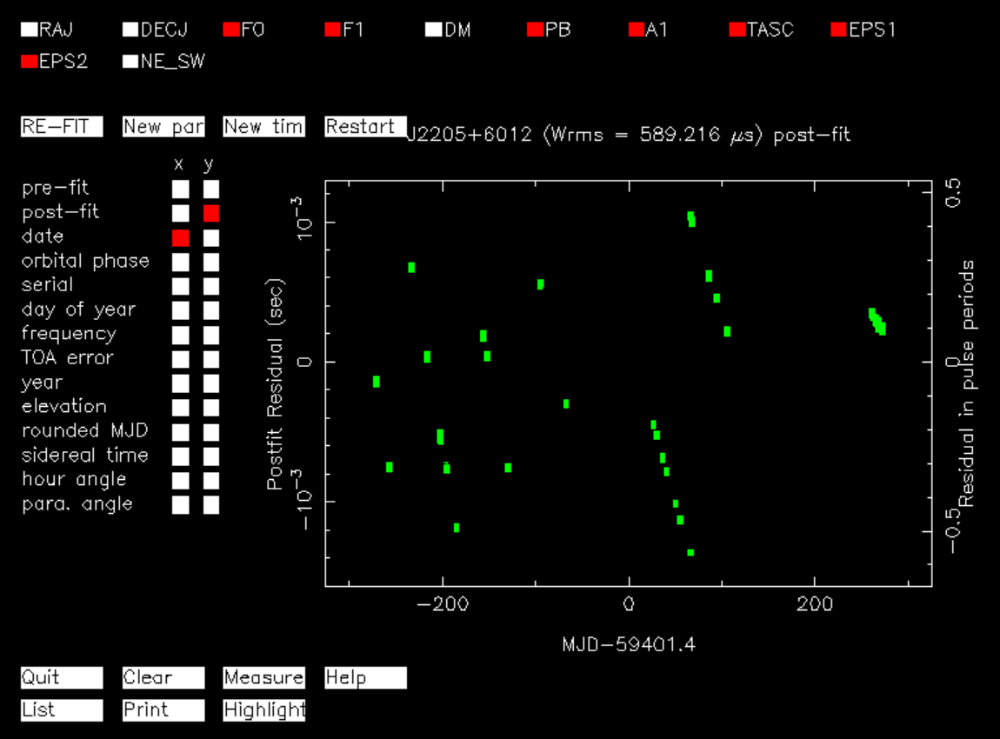 RAJ DECJ F0 F1 DM PB A1 TASC EPS1
EPS2 NE_SW
RE-FIT New par New tim Restart
J2205+6012 (Wrms = 589.216 μs) post-fit
x y
pre-fit
post-fit
date
orbital phase
serial
day of year
frequency
TOA error
year
elevation
rounded MJD
sidereal time
hour angle
para. angle
Postfit Residual (sec)
10⁻³
0
−10⁻³
0.5
0
−0.5
Residual in pulse periods
−200 0 200
MJD−59401.4
Quit Clear Measure Help
List Print Highlight